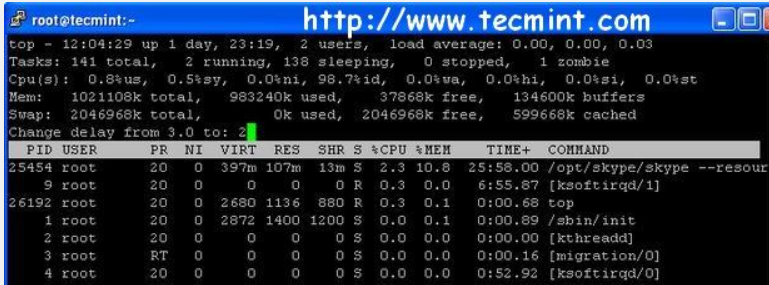 root@tecmint:~ http://www.tecmint.com
top - 12:04:29 up 1 day, 23:19,  2 users,  load average: 0.00, 0.00, 0.03
Tasks: 141 total,   2 running, 138 sleeping,   0 stopped,   1 zombie
Cpu(s):  0.8%us,  0.5%sy,  0.0%ni, 98.7%id,  0.0%wa,  0.0%hi,  0.0%si,  0.0%st
Mem:   1021108k total,   983240k used,    37868k free,   134600k buffers
Swap:  2046968k total,        0k used,  2046968k free,   599668k cached
Change delay from 3.0 to: 2
PID USER      PR  NI  VIRT  RES  SHR S %CPU %MEM    TIME+  COMMAND
25454 root      20   0  397m 107m  13m S  2.3 10.8  25:58.00 /opt/skype/skype --resour
9 root      20   0     0    0    0 R  0.3  0.0   6:55.87 [ksoftirqd/1]
26192 root      20   0  2680 1136  880 R  0.3  0.1   0:00.68 top
1 root      20   0  2872 1400 1200 S  0.0  0.1   0:00.89 /sbin/init
2 root      20   0     0    0    0 S  0.0  0.0   0:00.00 [kthreadd]
3 root      RT   0     0    0    0 S  0.0  0.0   0:00.16 [migration/0]
4 root      20   0     0    0    0 S  0.0  0.0   0:52.92 [ksoftirqd/0]